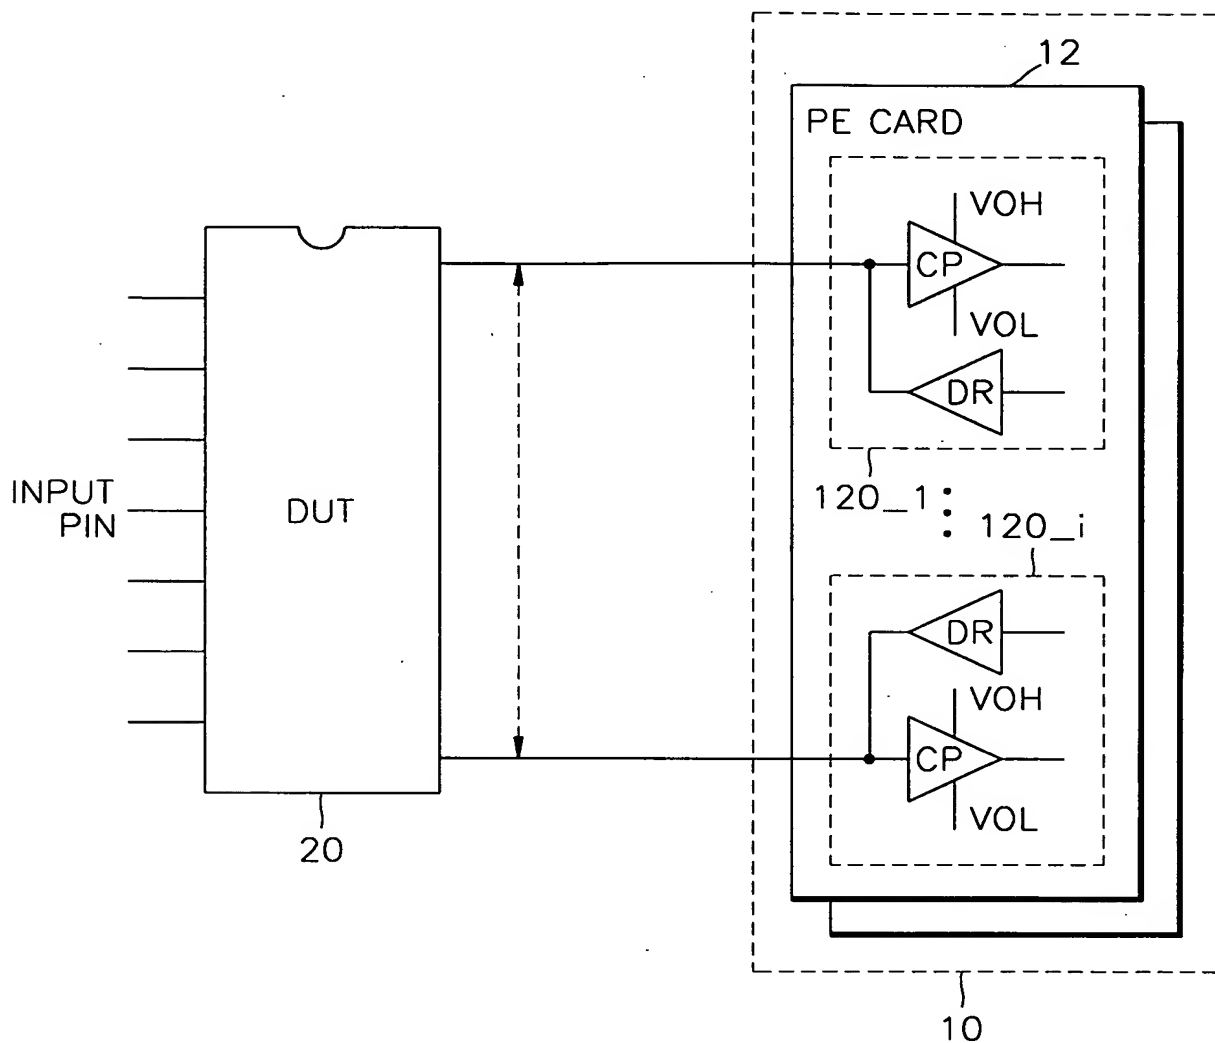 12
PE CARD
VOH
CP
VOL
DR
120_1
120_i
INPUT
PIN
DUT
DR
VOH
CP
VOL
20
10